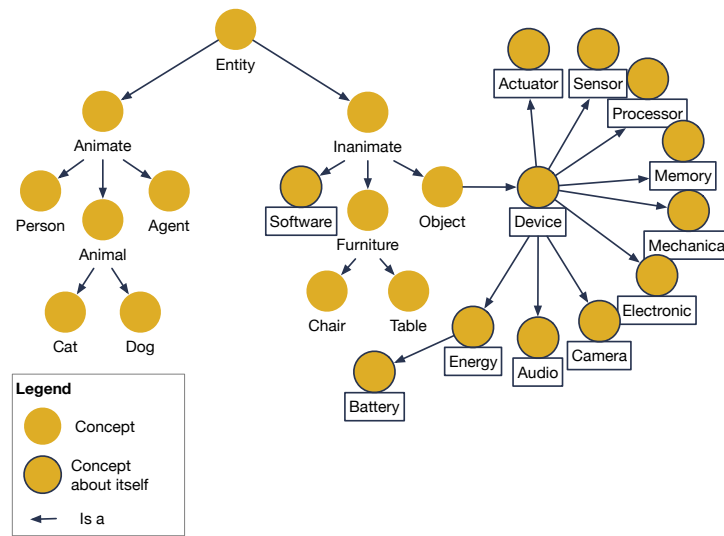 Entity
Actuator
Sensor
Processor
Animate
Inanimate
Memory
Person
Agent
Software
Object
Device
Animal
Furniture
Mechanical
Cat
Dog
Chair
Table
Electronic
Energy
Audio
Camera
Battery
Legend
Concept
Concept
about itself
Is a